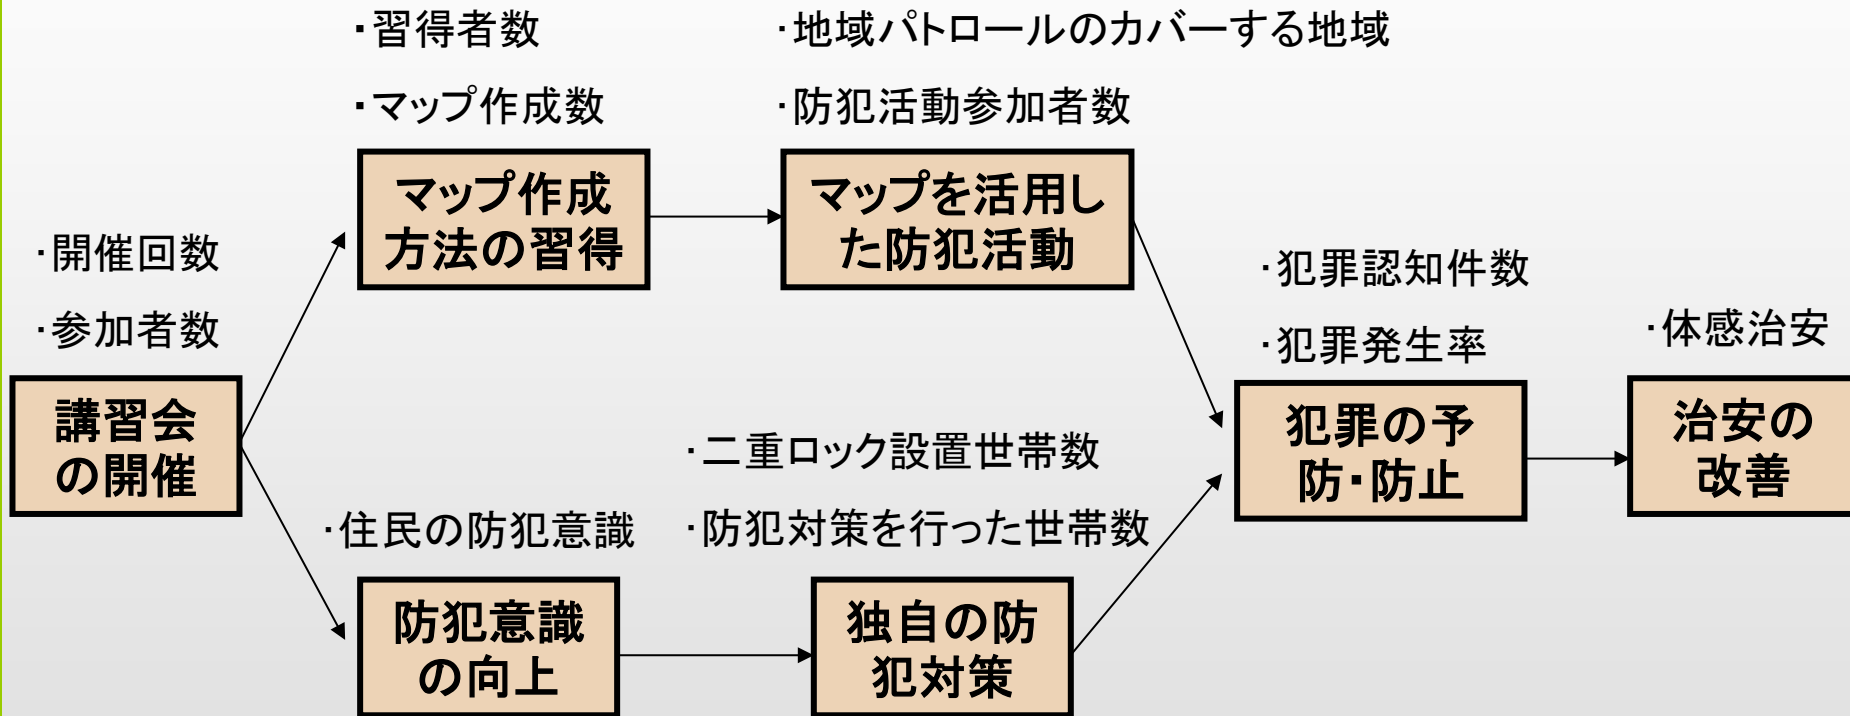 ・習得者数
・マップ作成数
マップ作成
方法の習得
・地域パトロールのカバーする地域
・防犯活動参加者数
マップを活用し
た防犯活動
・開催回数
・参加者数
講習会
の開催
・住民の防犯意識
防犯意識
の向上
・二重ロック設置世帯数
・防犯対策を行った世帯数
独自の防
犯対策
・犯罪認知件数
・犯罪発生率
犯罪の予
防・防止
・体感治安
治安の
改善